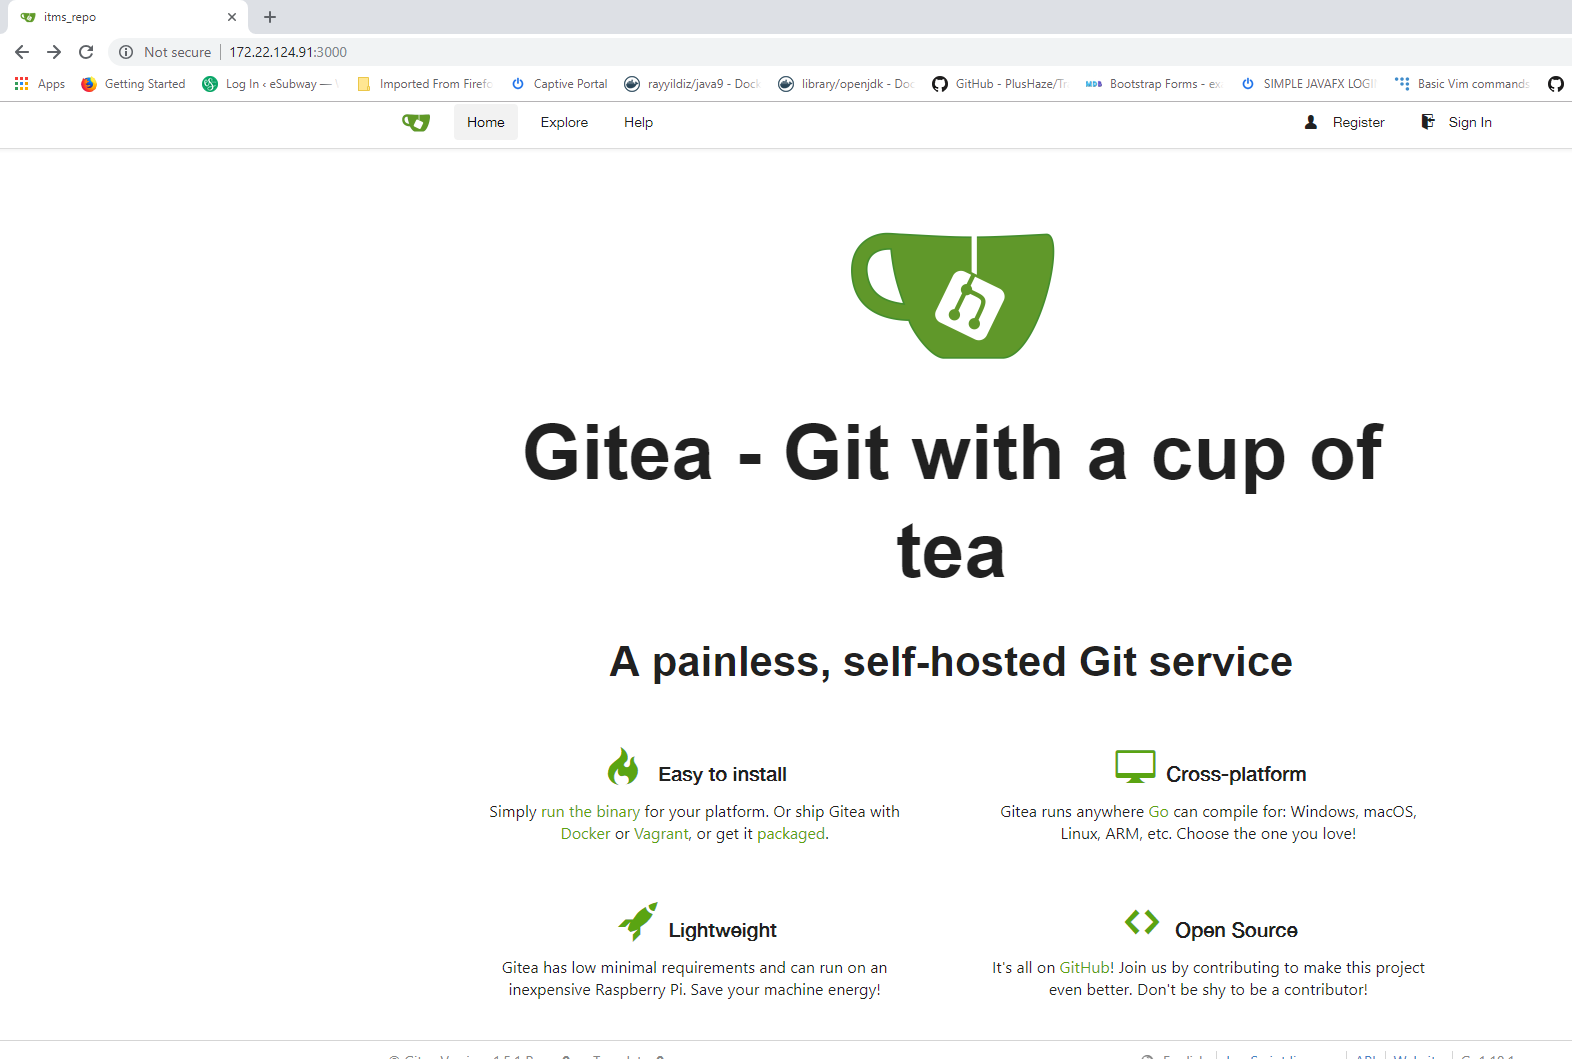 itms_repo
Not secure 172.22.124.91:3000
Apps Getting Started Log In ‹ eSubway — Imported From Firefo Captive Portal rayyildiz/java9 - Dock library/openjdk - Doc GitHub - PlusHaze/Tr Bootstrap Forms - ex SIMPLE JAVAFX LOGI Basic Vim commands
Home Explore Help Register Sign In
Gitea - Git with a cup of
tea
A painless, self-hosted Git service
Easy to install
Simply run the binary for your platform. Or ship Gitea with
Docker or Vagrant, or get it packaged.
Cross-platform
Gitea runs anywhere Go can compile for: Windows, macOS,
Linux, ARM, etc. Choose the one you love!
Lightweight
Gitea has low minimal requirements and can run on an
inexpensive Raspberry Pi. Save your machine energy!
Open Source
It's all on GitHub! Join us by contributing to make this project
even better. Don't be shy to be a contributor!